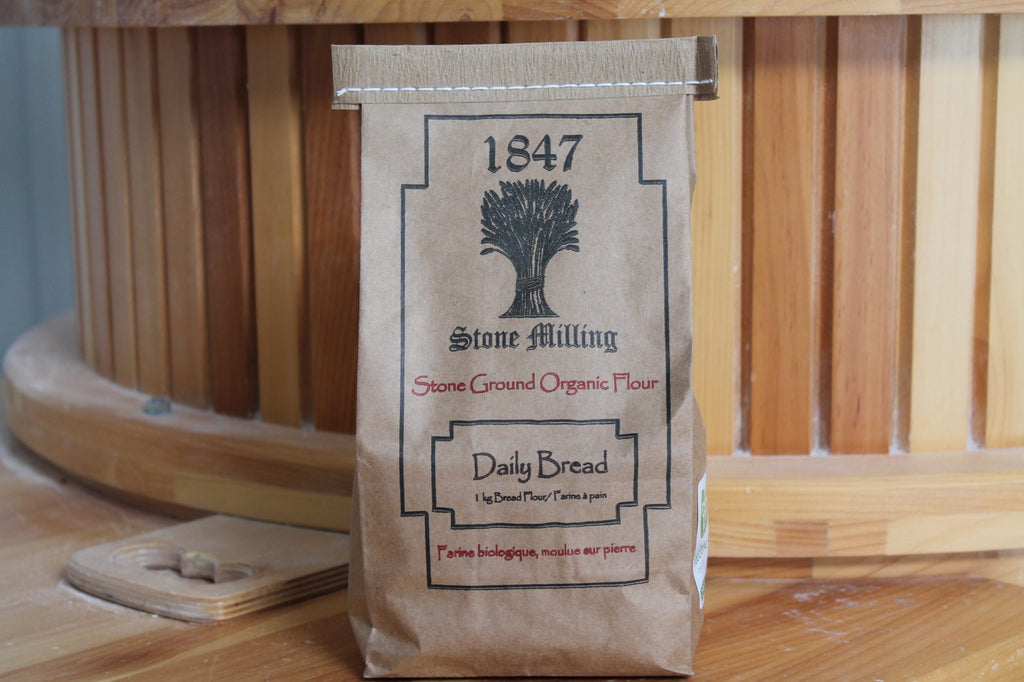 1847
Stone Milling
Stone Ground Organic Flour
Daily Bread
1 kg Bread Flour/ Farine à pain
Farine biologique, moulue sur pierre